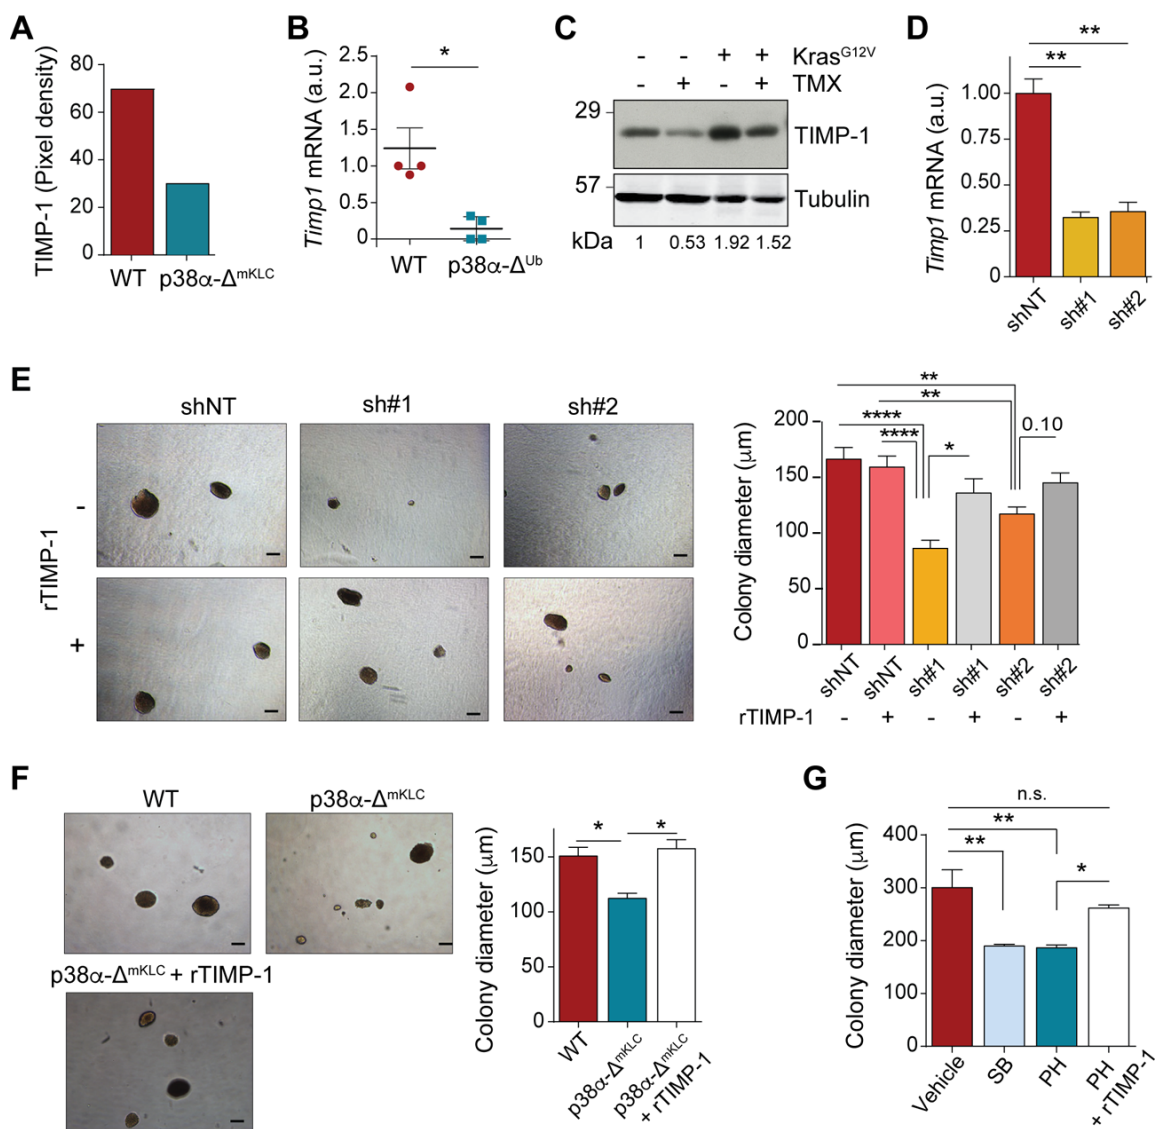 A
TIMP-1 (Pixel density)
80
60
40
20
0
WT
p38α-Δ^mKLC
B
Timp1 mRNA (a.u.)
2.5
2.0
1.5
1.0
0.5
0
*
WT
p38α-Δ^Ub
C
- - + + Kras^G12V
- + - + TMX
29
TIMP-1
57
Tubulin
kDa 1 0.53 1.92 1.52
D
Timp1 mRNA (a.u.)
1.00
0.75
0.50
0.25
0
**
**
shNT
sh#1
sh#2
E
shNT sh#1 sh#2
rTIMP-1
-
+
Colony diameter (μm)
200
150
100
50
0
**
**
****
****
*
0.10
shNT
shNT
sh#1
sh#1
sh#2
sh#2
rTIMP-1 - + - + - +
F
WT
p38α-Δ^mKLC
p38α-Δ^mKLC + rTIMP-1
Colony diameter (μm)
150
100
50
0
* *
WT
p38α-Δ^mKLC
p38α-Δ^mKLC
+ rTIMP-1
G
Colony diameter (μm)
400
300
200
100
0
n.s.
**
**
*
Vehicle
SB
PH
PH
+ rTIMP-1